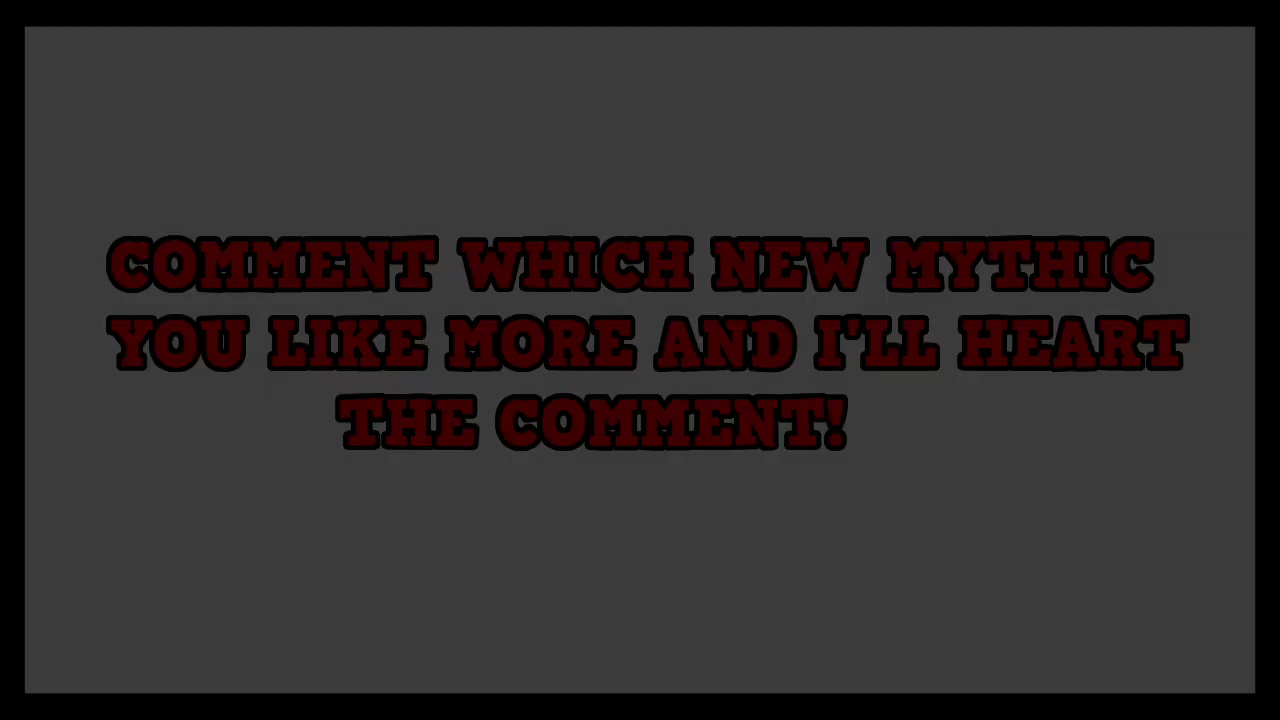 COMMENT WHICH NEW MYTHIC
YOU LIKE MORE AND I'LL HEART
THE COMMENT!